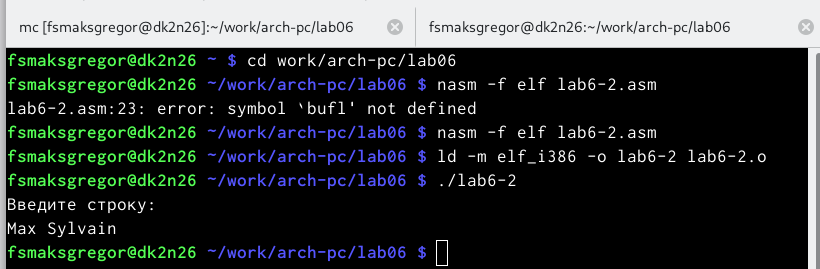 mc [fsmaksgregor@dk2n26]:~/work/arch-pc/lab06
fsmaksgregor@dk2n26:~/work/arch-pc/lab06
fsmaksgregor@dk2n26 ~ $ cd work/arch-pc/lab06
fsmaksgregor@dk2n26 ~/work/arch-pc/lab06 $ nasm -f elf lab6-2.asm
lab6-2.asm:23: error: symbol `bufl' not defined
fsmaksgregor@dk2n26 ~/work/arch-pc/lab06 $ nasm -f elf lab6-2.asm
fsmaksgregor@dk2n26 ~/work/arch-pc/lab06 $ ld -m elf_i386 -o lab6-2 lab6-2.o
fsmaksgregor@dk2n26 ~/work/arch-pc/lab06 $ ./lab6-2
Введите строку:
Max Sylvain
fsmaksgregor@dk2n26 ~/work/arch-pc/lab06 $